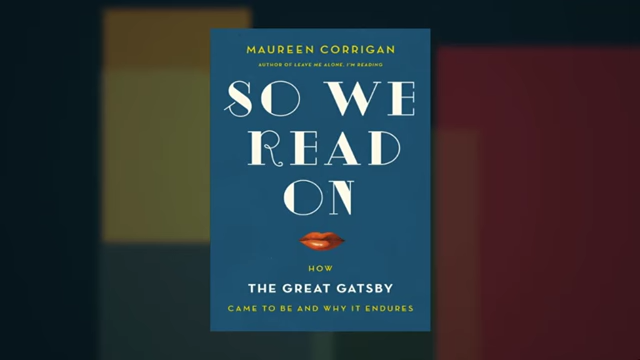 MAUREEN CORRIGAN
AUTHOR OF LEAVE ME ALONE, I'M READING
SO WE
READ
ON
HOW
THE GREAT GATSBY
CAME TO BE AND WHY IT ENDURES